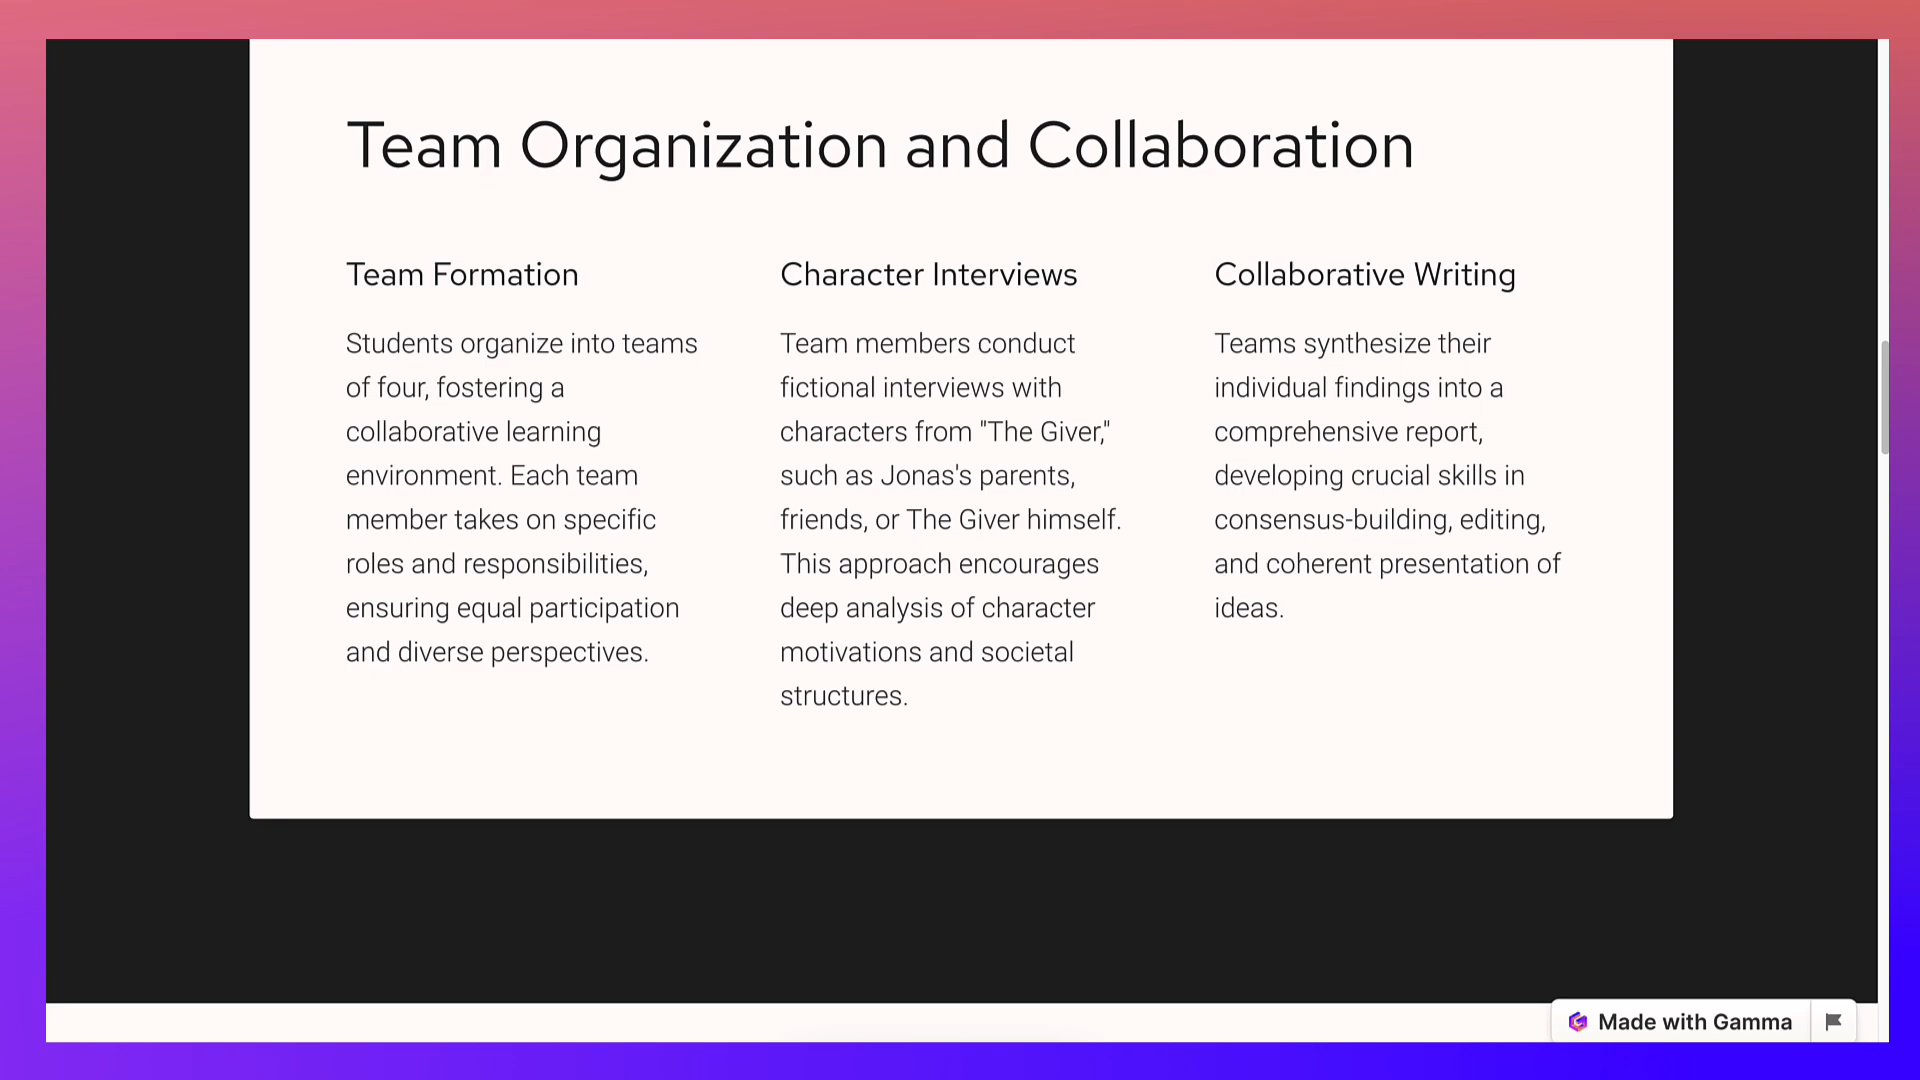 Team Organization and Collaboration
Team Formation
Students organize into teams
of four, fostering a
collaborative learning
environment. Each team
member takes on specific
roles and responsibilities,
ensuring equal participation
and diverse perspectives.
Character Interviews
Team members conduct
fictional interviews with
characters from "The Giver,"
such as Jonas's parents,
friends, or The Giver himself.
This approach encourages
deep analysis of character
motivations and societal
structures.
Collaborative Writing
Teams synthesize their
individual findings into a
comprehensive report,
developing crucial skills in
consensus-building, editing,
and coherent presentation of
ideas.
Made with Gamma